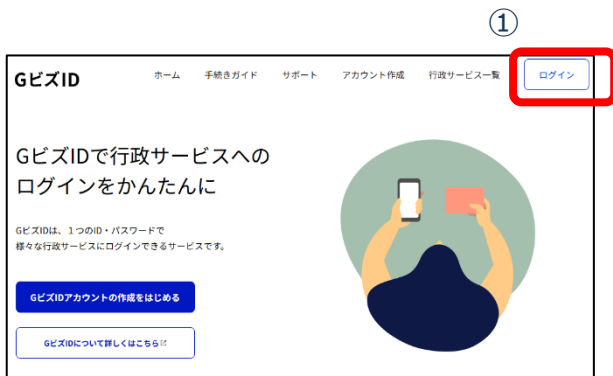 ①
GビズID
ホーム 手続きガイド サポート アカウント作成 行政サービス一覧 ログイン
GビズIDで行政サービスへの
ログインをかんたんに
GビズIDは、1つのID・パスワードで
様々な行政サービスにログインできるサービスです。
GビズIDアカウントの作成をはじめる
GビズIDについて詳しくはこちら